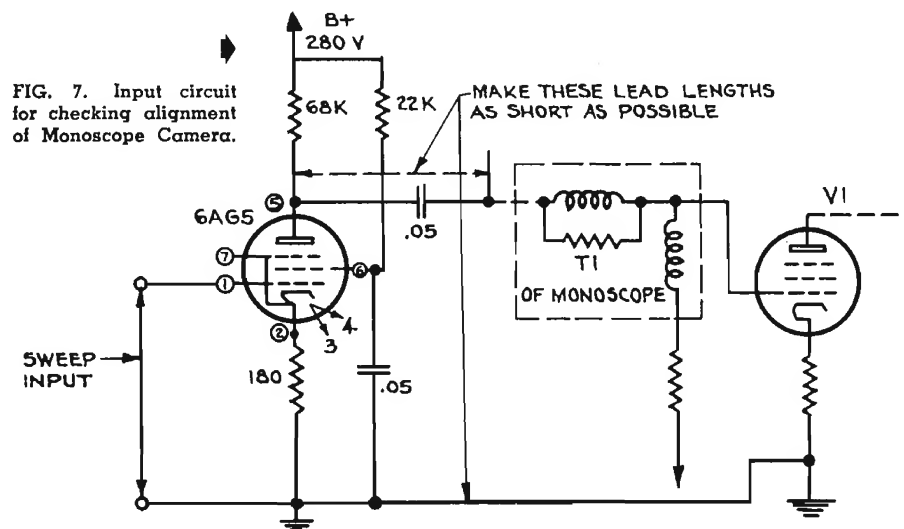 B+
280 V
FIG. 7. Input circuit
for checking alignment
of Monoscope Camera.
68K
22K
MAKE THESE LEAD LENGTHS
AS SHORT AS POSSIBLE
5
6AG5
.05
V1
T1
OF MONOSCOPE
7
6
1
4
3
2
SWEEP
INPUT
180
.05